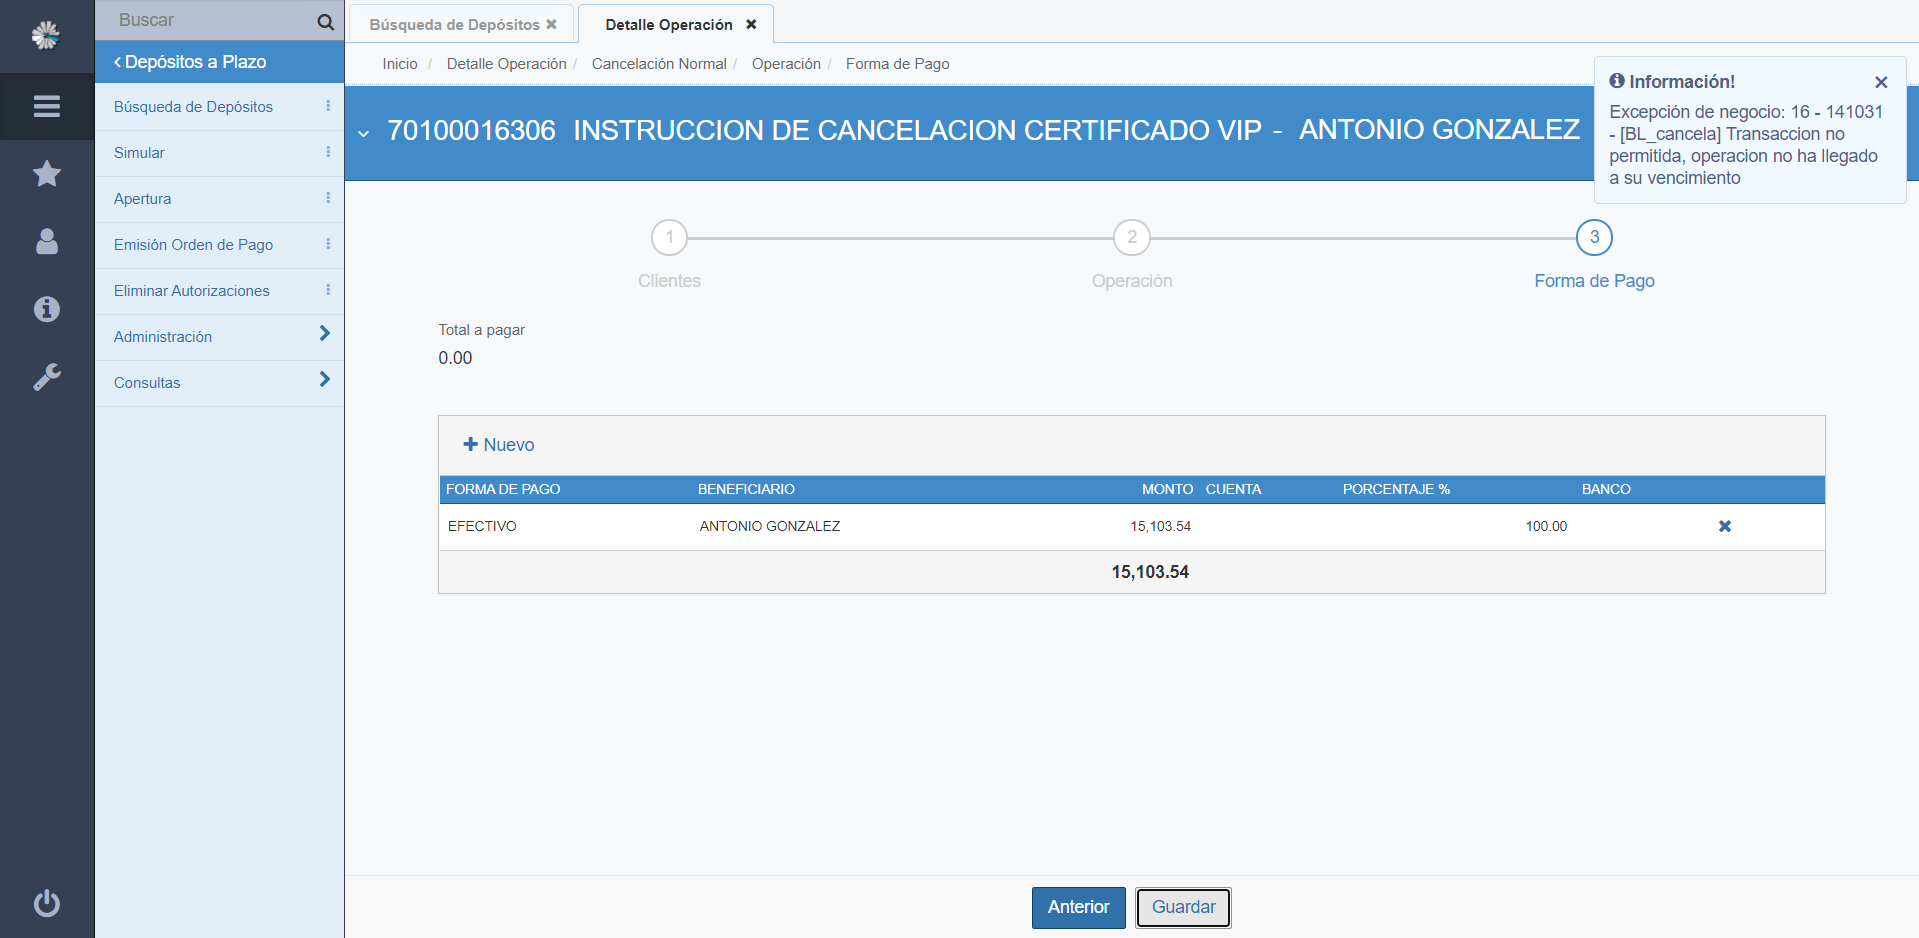 Buscar
Depósitos a Plazo
Búsqueda de Depósitos
Simular
Apertura
Emisión Orden de Pago
Eliminar Autorizaciones
Administración
Consultas
Búsqueda de Depósitos Detalle Operación
Inicio / Detalle Operación / Cancelación Normal / Operación / Forma de Pago
70100016306 INSTRUCCION DE CANCELACION CERTIFICADO VIP - ANTONIO GONZALEZ
Información!
Excepción de negocio: 16 - 141031
- [BL_cancela] Transaccion no
permitida, operacion no ha llegado
a su vencimiento
1 2 3
Clientes Operación Forma de Pago
Total a pagar
0.00
Nuevo
FORMA DE PAGO BENEFICIARIO MONTO CUENTA PORCENTAJE % BANCO
EFECTIVO ANTONIO GONZALEZ 15,103.54 100.00
15,103.54
Anterior Guardar